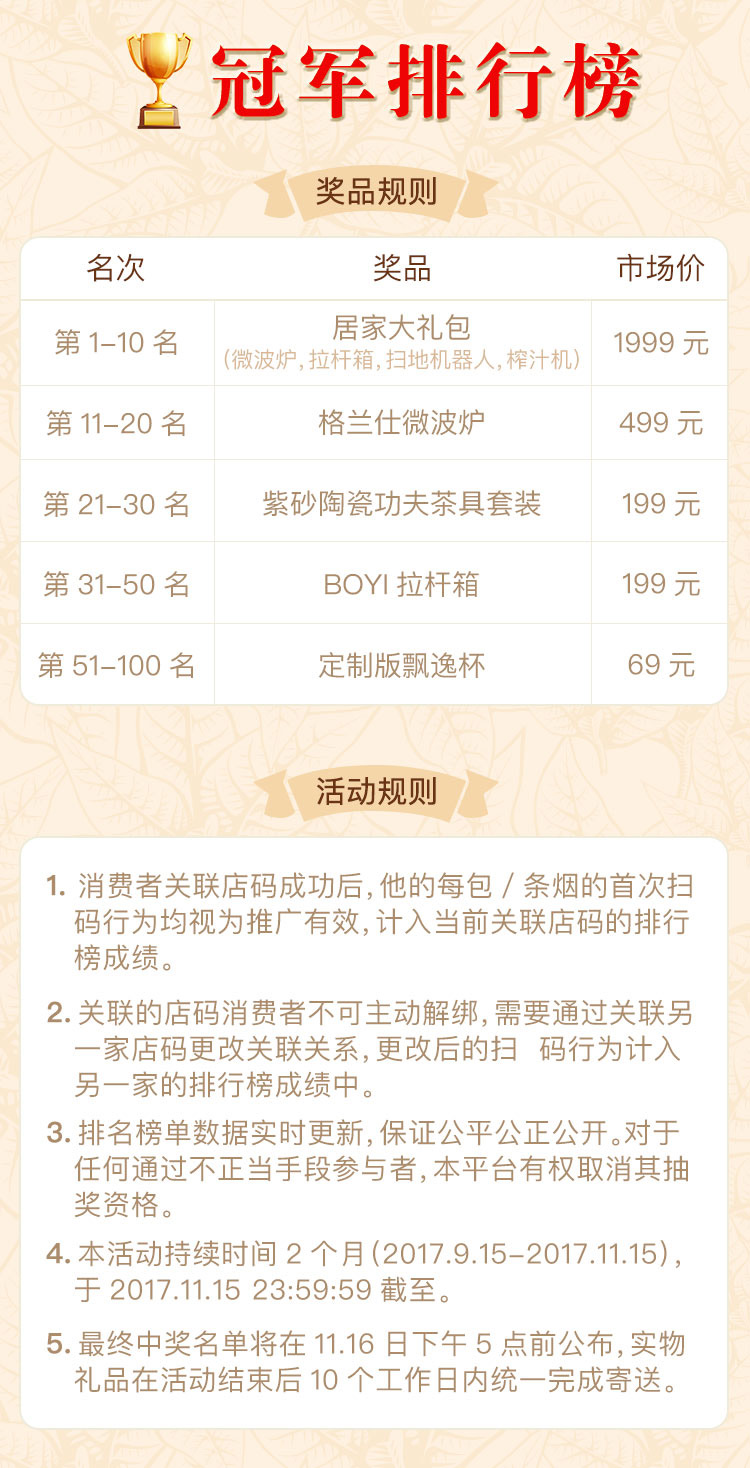 冠军排行榜
奖品规则
名次 奖品 市场价
第 1–10 名 居家大礼包 1999 元
(微波炉,拉杆箱,扫地机器人,榨汁机)
第 11–20 名 格兰仕微波炉 499 元
第 21–30 名 紫砂陶瓷功夫茶具套装 199 元
第 31–50 名 BOYI 拉杆箱 199 元
第 51–100 名 定制版飘逸杯 69 元
活动规则
1. 消费者关联店码成功后,他的每包 / 条烟的首次扫
码行为均视为推广有效,计入当前关联店码的排行
榜成绩。
2. 关联的店码消费者不可主动解绑,需要通过关联另
一家店码更改关联关系,更改后的扫 码行为计入
另一家的排行榜成绩中。
3. 排名榜单数据实时更新,保证公平公正公开。对于
任何通过不正当手段参与者,本平台有权取消其抽
奖资格。
4. 本活动持续时间 2 个月(2017.9.15–2017.11.15),
于 2017.11.15 23:59:59 截至。
5. 最终中奖名单将在 11.16 日下午 5 点前公布,实物
礼品在活动结束后 10 个工作日内统一完成寄送。